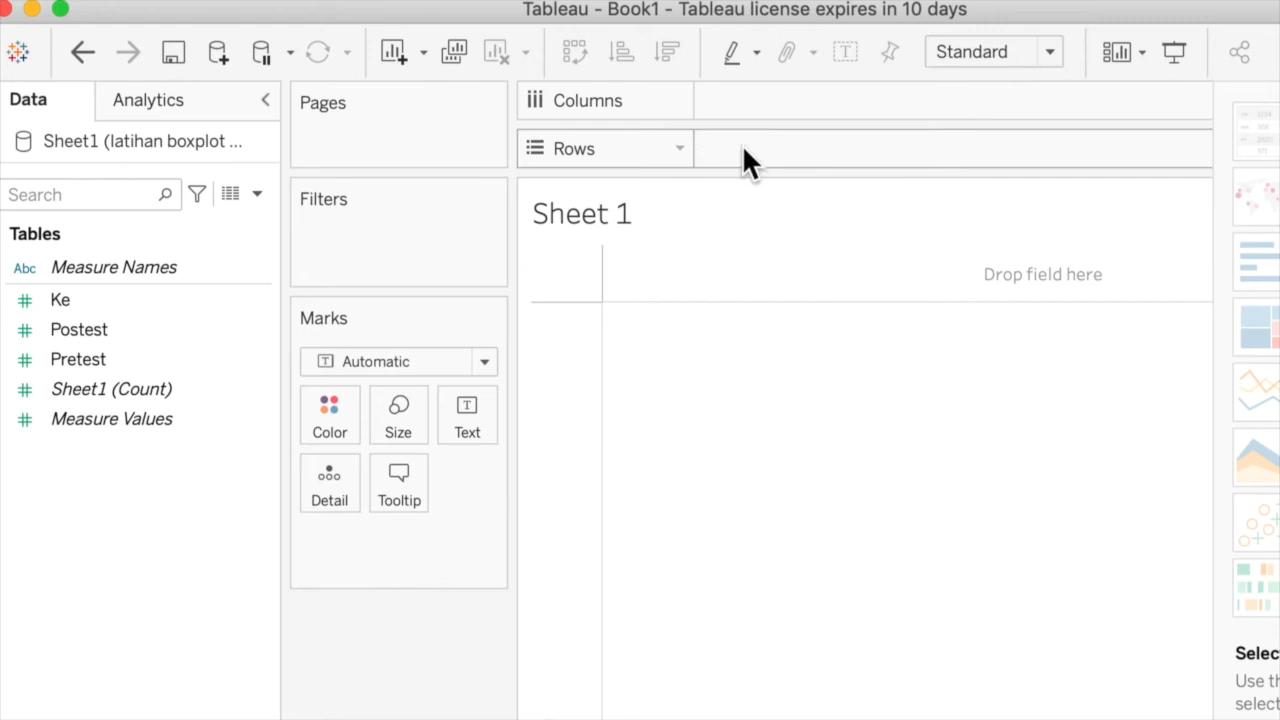 Tableau - Book1 - Tableau license expires in 10 days
Standard
Data
Analytics
Sheet1 (latihan boxplot ...
Search
Tables
Abc Measure Names
Ke
Postest
Pretest
Sheet1 (Count)
Measure Values
Pages
Filters
Marks
T Automatic
Color
Size
T
Text
Detail
Tooltip
Columns
Rows
Sheet 1
Drop field here
Selec
Use th
select